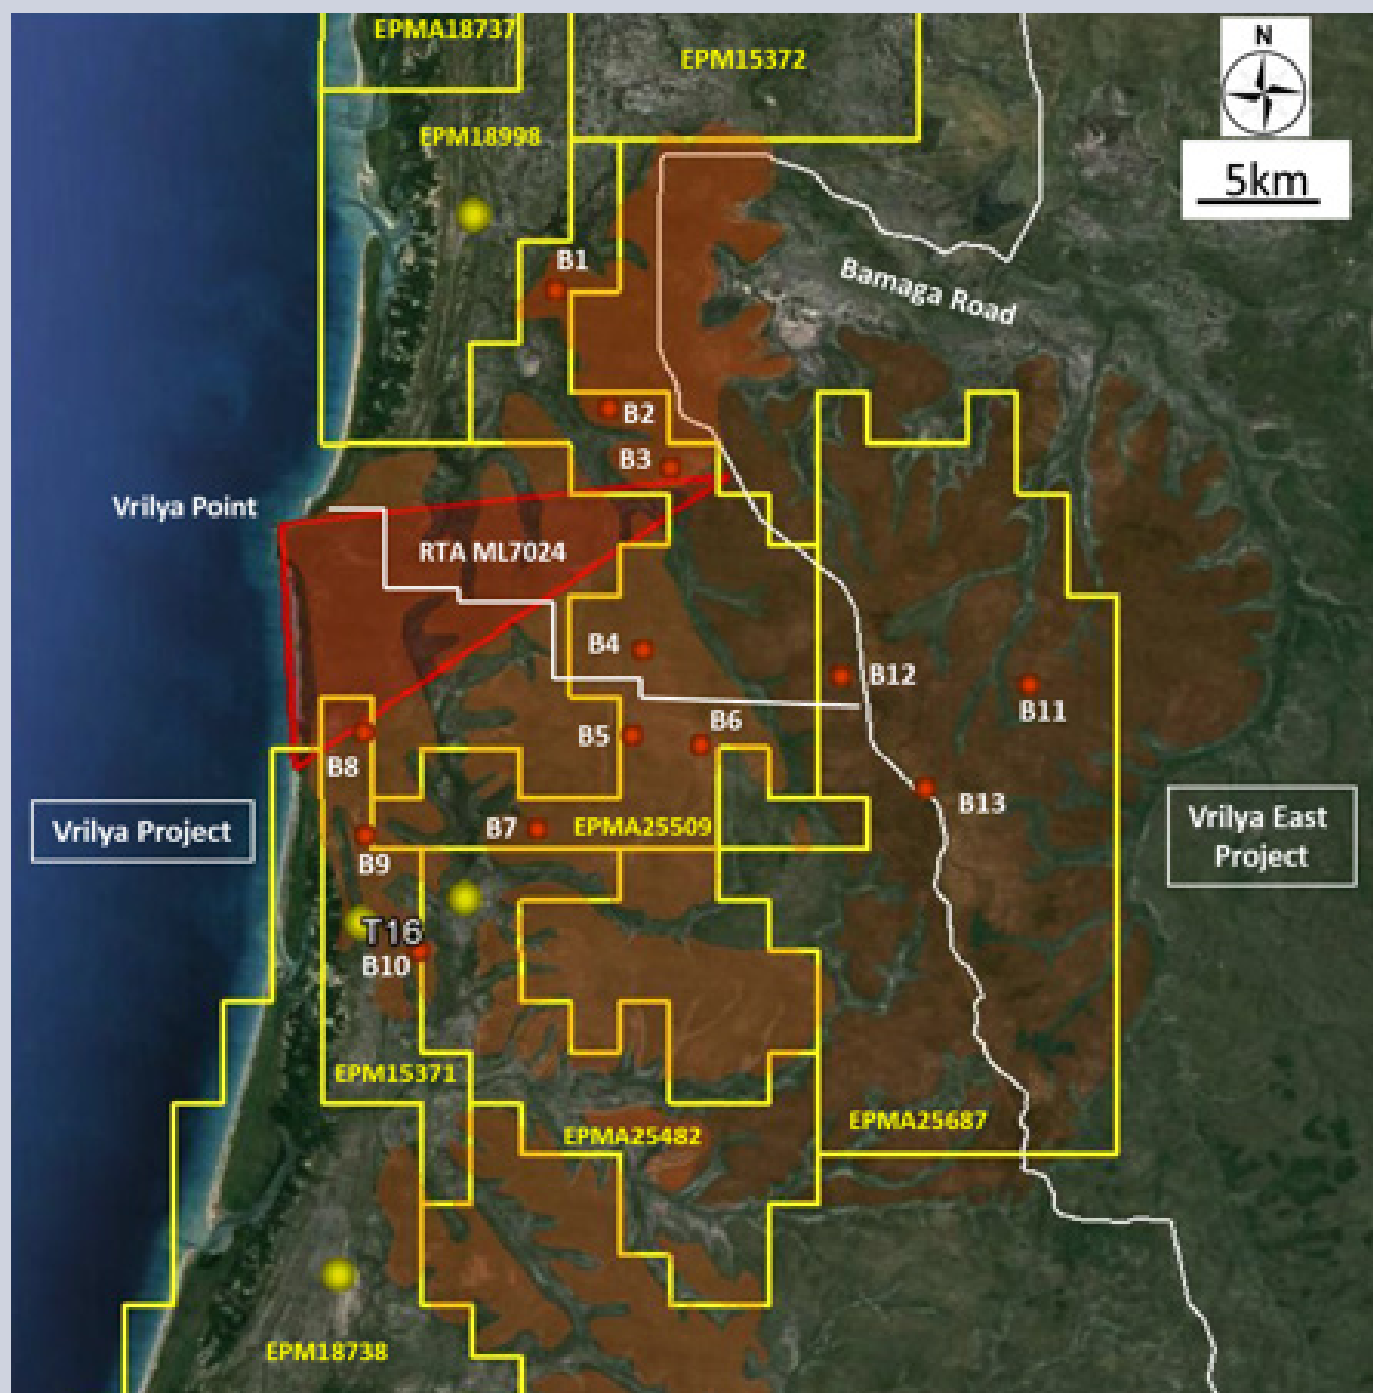 EPMA18737
EPM15372
N
5km
EPM18998
B1
Bamaga Road
B2
B3
Vrilya Point
RTA ML7024
B4
B12
B11
B6
B5
B8
B13
Vrilya Project
B7
EPMA25509
Vrilya East
Project
B9
T16
B10
EPM15371
EPMA25482
EPMA25687
EPM18738